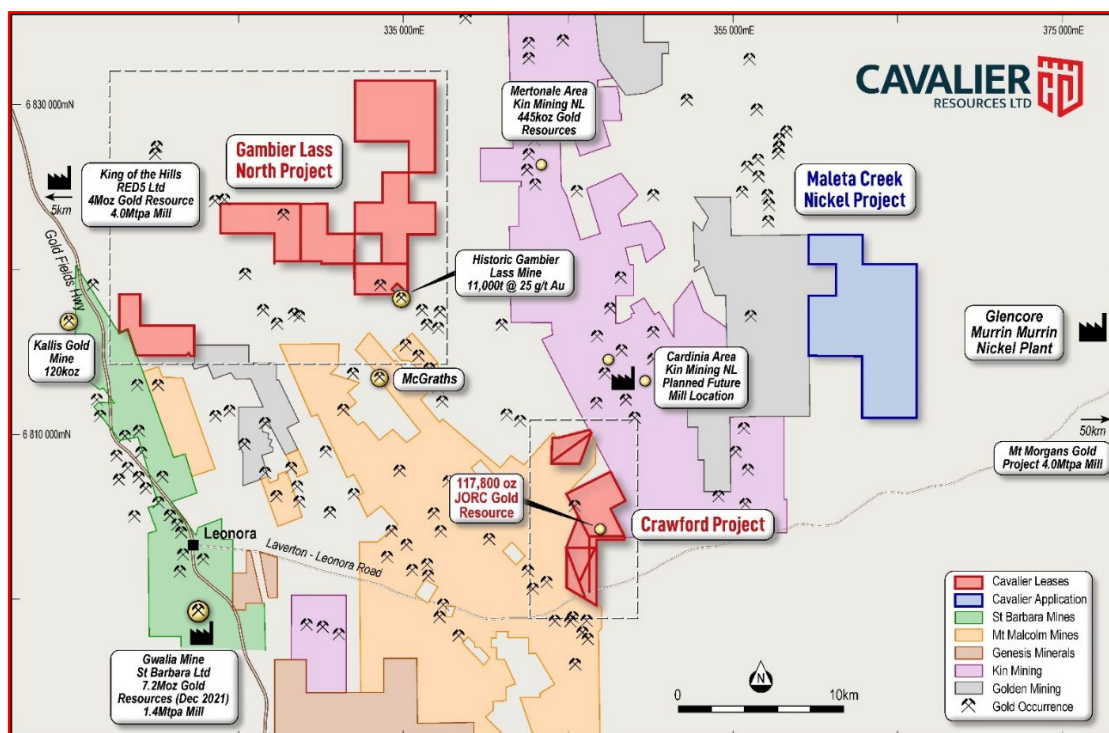 335 000mE
355 000mE
375 000mE
6 830 000mN
6 810 000mN
CAVALIER
RESOURCES LTD
Gambier Lass
North Project
King of the Hills
RED5 Ltd
4Moz Gold Resource
4.0Mtpa Mill
5km
Gold Fields Hwy
Mertonale Area
Kin Mining NL
445koz Gold
Resources
Maleta Creek
Nickel Project
Historic Gambier
Lass Mine
11,000t @ 25 g/t Au
Kallis Gold
Mine
120koz
McGraths
Cardinia Area
Kin Mining NL
Planned Future
Mill Location
Glencore
Murrin Murrin
Nickel Plant
50km
Mt Morgans Gold
Project 4.0Mtpa Mill
117,800 oz
JORC Gold
Resource
Crawford Project
Leonora
Laverton - Leonora Road
Gwalia Mine
St Barbara Ltd
7.2Moz Gold
Resources (Dec 2021)
1.4Mtpa Mill
N
0
10km
Cavalier Leases
Cavalier Application
St Barbara Mines
Mt Malcolm Mines
Genesis Minerals
Kin Mining
Golden Mining
Gold Occurrence